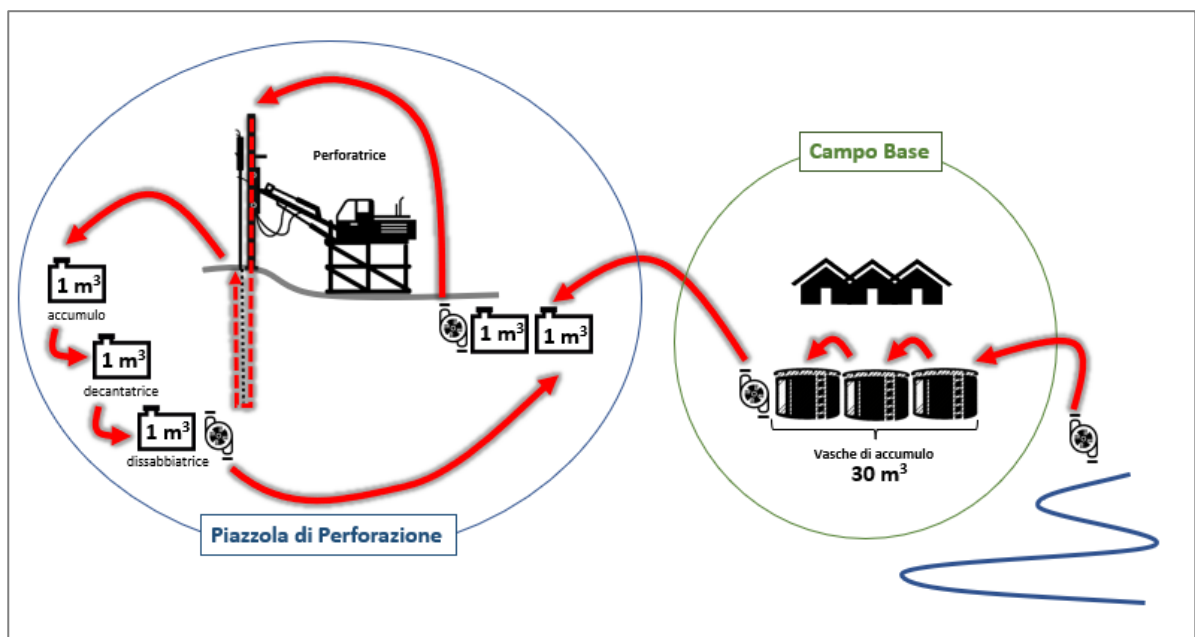 Perforatrice
1 m³
accumulo
1 m³
decantatrice
1 m³
dissabbiatrice
1 m³
1 m³
Piazzola di Perforazione
Campo Base
Vasche di accumulo
30 m³